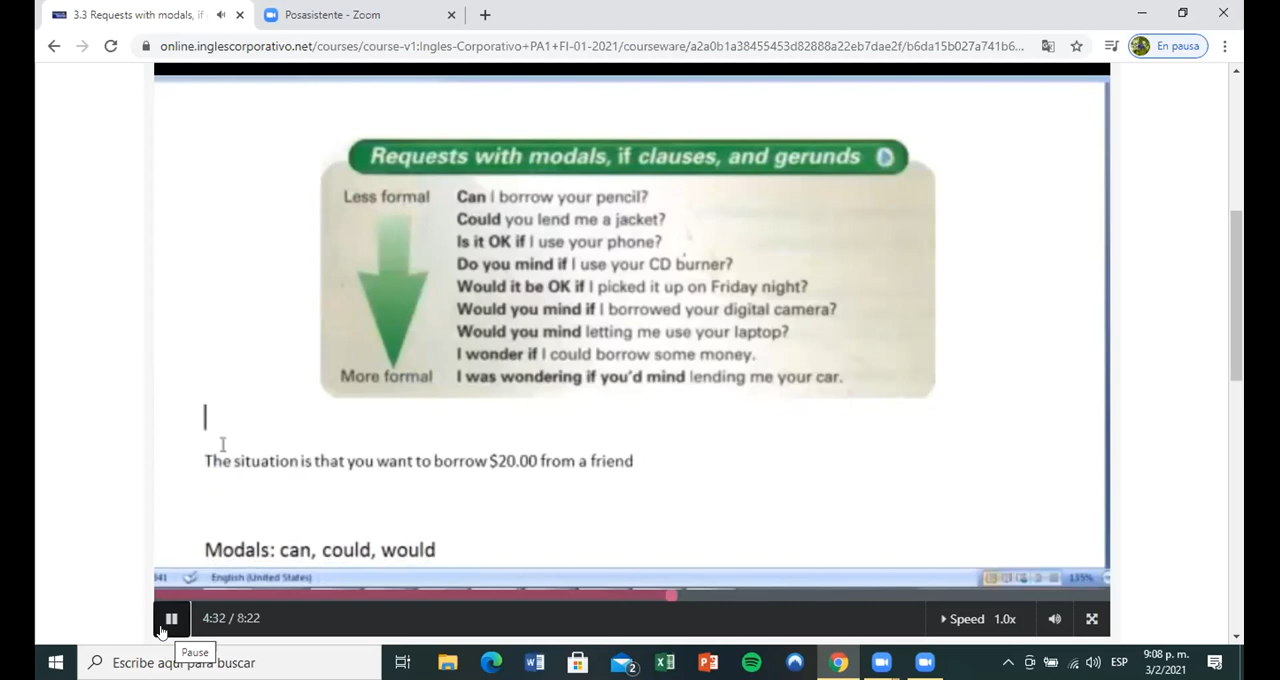 3.3 Requests with modals, if
Posasistente - Zoom
online.inglescorporativo.net/courses/course-v1:Ingles-Corporativo+PA1+FI-01-2021/courseware/a2a0b1a38455453d82888a22eb7dae2f/b6da15b027a741b6...
En pausa
Requests with modals, if clauses, and gerunds
Less formal
Can I borrow your pencil?
Could you lend me a jacket?
Is it OK if I use your phone?
Do you mind if I use your CD burner?
Would it be OK if I picked it up on Friday night?
Would you mind if I borrowed your digital camera?
Would you mind letting me use your laptop?
I wonder if I could borrow some money.
More formal
I was wondering if you'd mind lending me your car.
The situation is that you want to borrow $20.00 from a friend
Modals: can, could, would
341
English (United States)
135%
4:32 / 8:22
Speed 1.0x
Pause
Escribe aquí para buscar
2
ESP
9:08 p. m.
3/2/2021